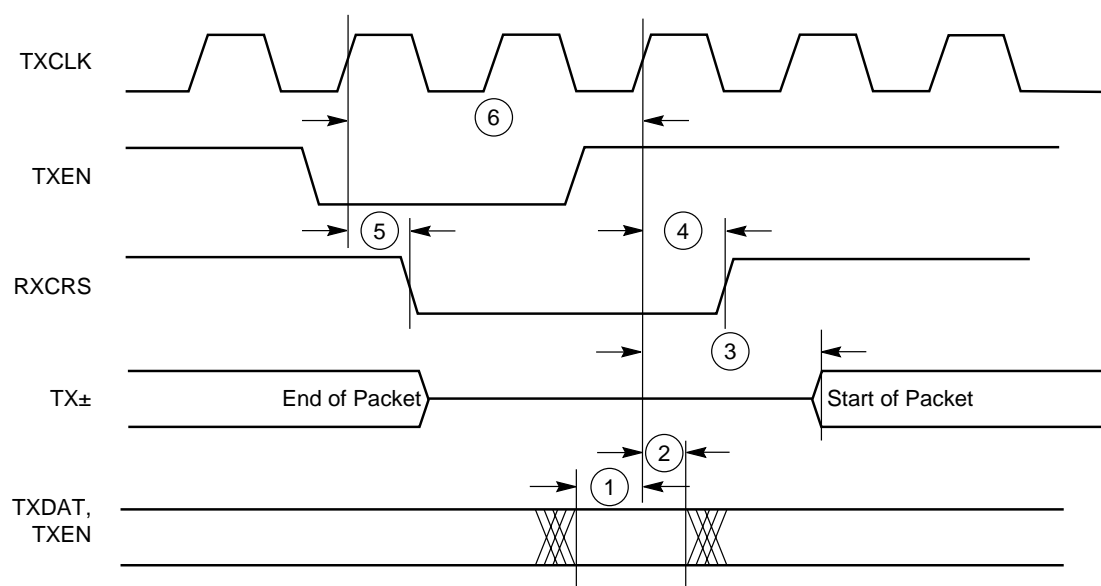 TXCLK
6
TXEN
5
4
RXCRS
3
TX±
End of Packet
Start of Packet
2
1
TXDAT,
TXEN